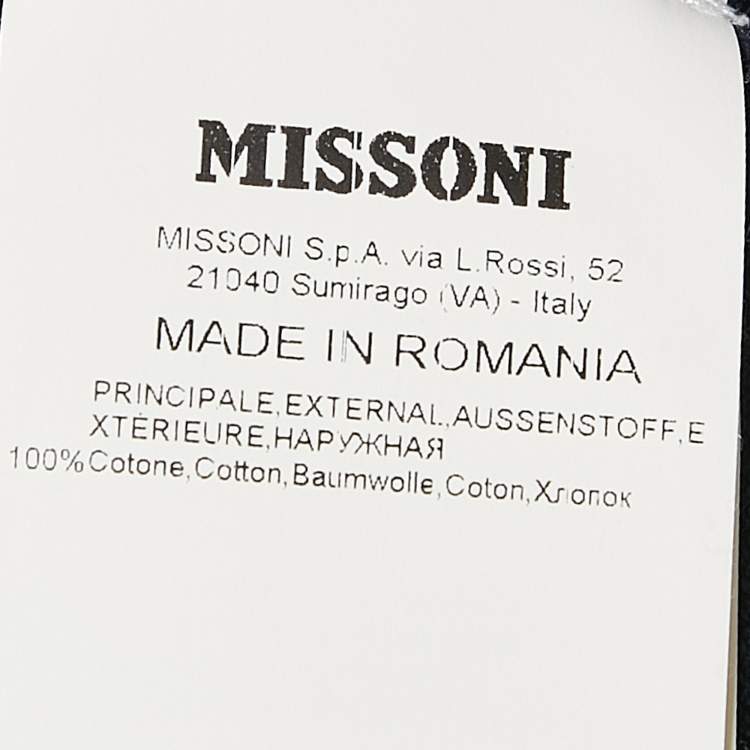 MISSONI
MISSONI S.p.A. via L.Rossi, 52
21040 Sumirago (VA) - Italy
MADE IN ROMANIA
PRINCIPALE,EXTERNAL,AUSSENSTOFF,E
XTÉRIEURE,НАРУЖНАЯ
100%Cotone,Cotton,Baumwolle,Coton,Хлопок